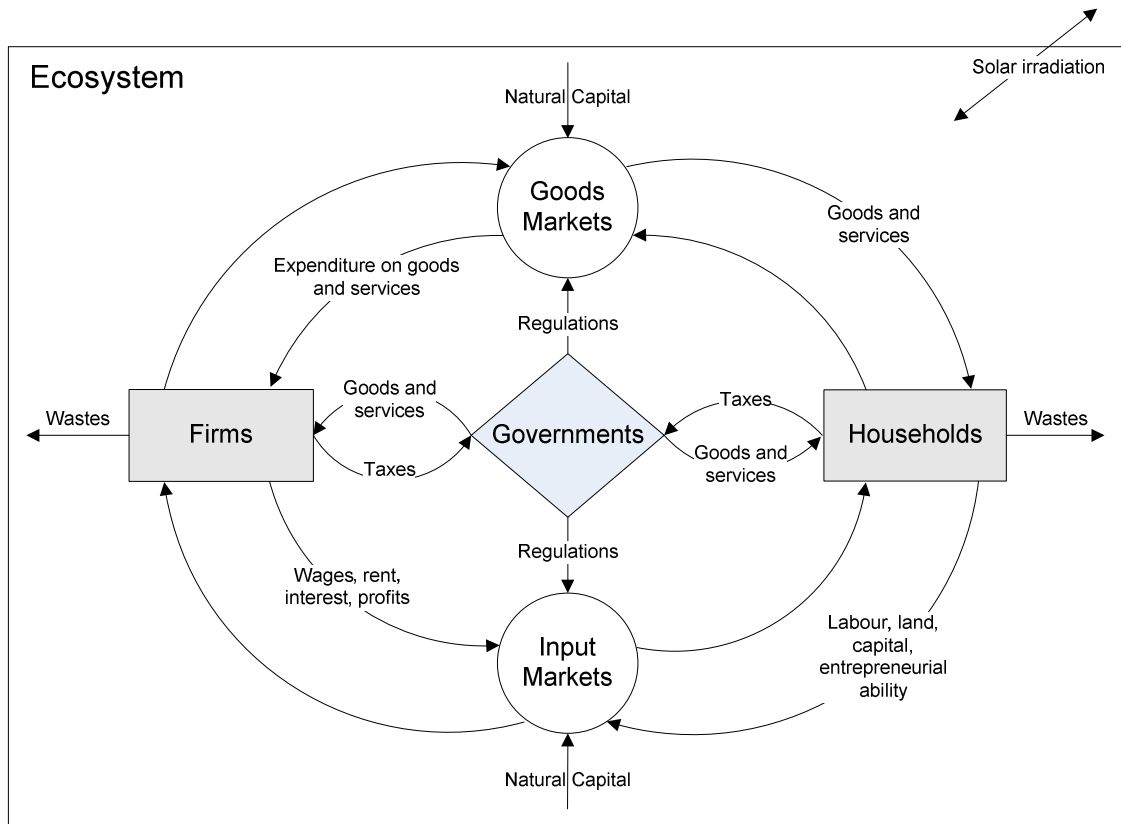 Ecosystem
Solar irradiation
Natural Capital
Goods
Markets
Goods and
services
Expenditure on goods
and services
Regulations
Goods and
services
Taxes
Wastes
Firms
Governments
Households
Wastes
Taxes
Goods and
services
Regulations
Wages, rent,
interest, profits
Labour, land,
capital,
entrepreneurial
ability
Input
Markets
Natural Capital